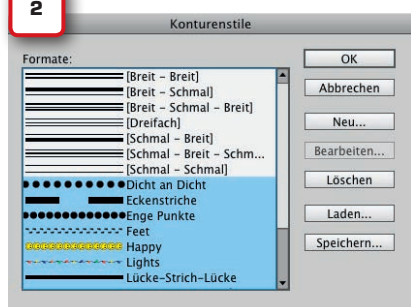 2
Konturenstile
Formate:
[Breit – Breit]
[Breit – Schmal]
[Breit – Schmal – Breit]
[Dreifach]
[Schmal – Breit]
[Schmal – Breit – Schm...
[Schmal – Schmal]
Dicht an Dicht
Eckenstriche
Enge Punkte
Feet
Happy
Lights
Lücke-Strich-Lücke
OK
Abbrechen
Neu...
Bearbeiten...
Löschen
Laden...
Speichern...